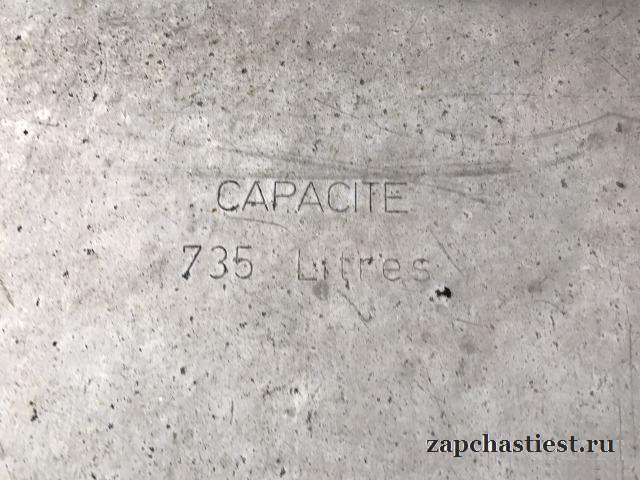 CAPACITE
735 Litres
zapchastiest.ru